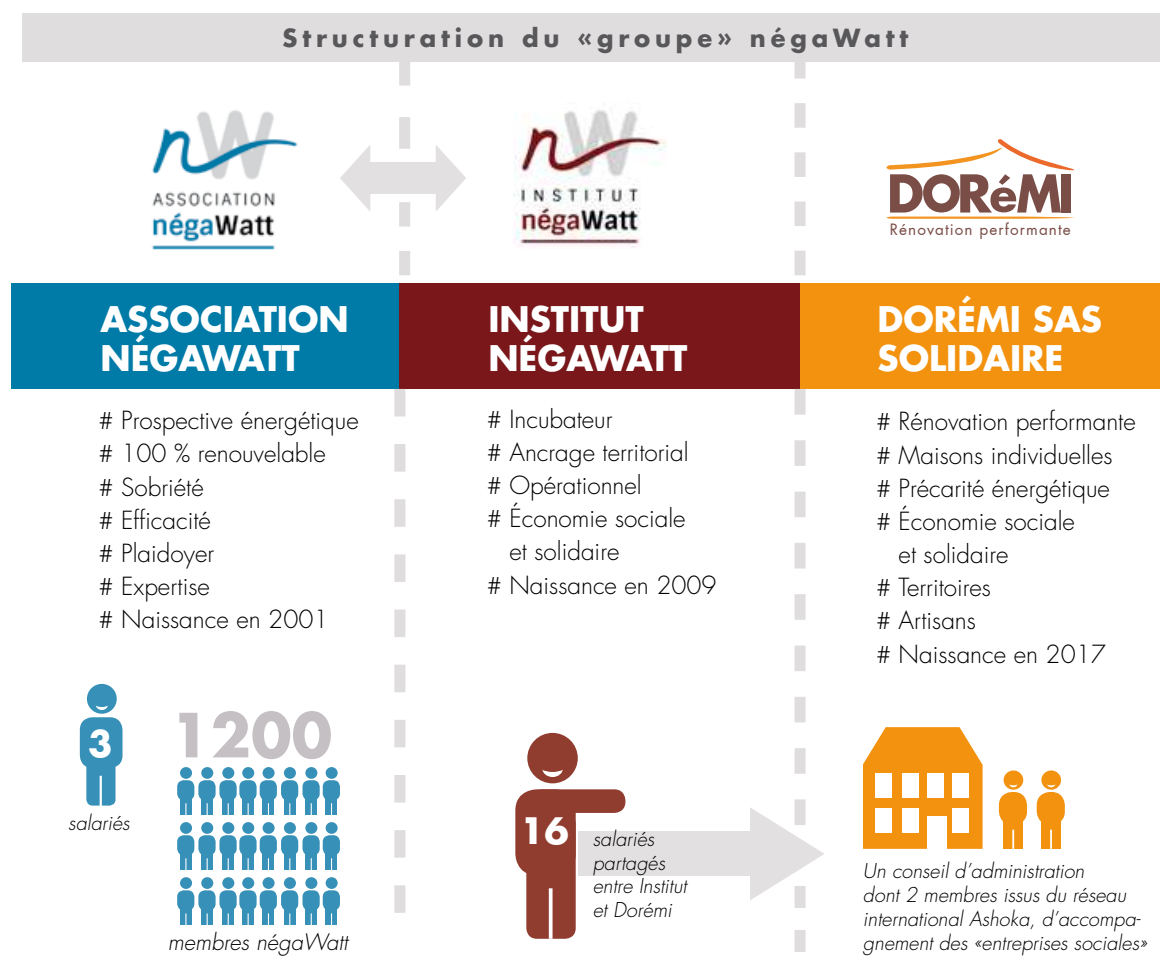 Structuration du «groupe» négaWatt
nW
ASSOCIATION
négaWatt
nW
INSTITUT
négaWatt
DORéMI
Rénovation performante
ASSOCIATION
NÉGAWATT
# Prospective énergétique
# 100 % renouvelable
# Sobriété
# Efficacité
# Plaidoyer
# Expertise
# Naissance en 2001
3
salariés
1200
membres négaWatt
INSTITUT
NÉGAWATT
# Incubateur
# Ancrage territorial
# Opérationnel
# Économie sociale
et solidaire
# Naissance en 2009
16
salariés
partagés
entre Institut
et Dorémi
DORÉMI SAS
SOLIDAIRE
# Rénovation performante
# Maisons individuelles
# Précarité énergétique
# Économie sociale
et solidaire
# Territoires
# Artisans
# Naissance en 2017
Un conseil d’administration
dont 2 membres issus du réseau
international Ashoka, d’accompa-
gnement des «entreprises sociales»